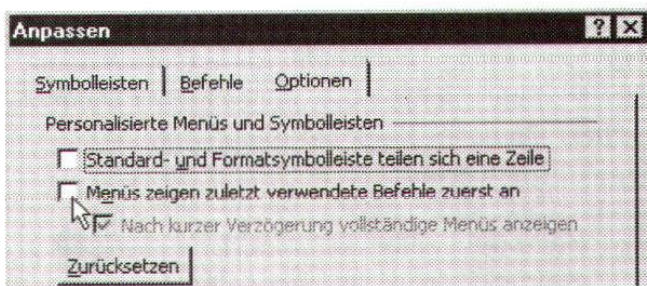 Anpassen
Symbolleisten Befehle Optionen
Personalisierte Menüs und Symbolleisten
Standard- und Formatsymbolleiste teilen sich eine Zeile
Menüs zeigen zuletzt verwendete Befehle zuerst an
Nach kurzer Verzögerung vollständige Menüs anzeigen
Zurücksetzen